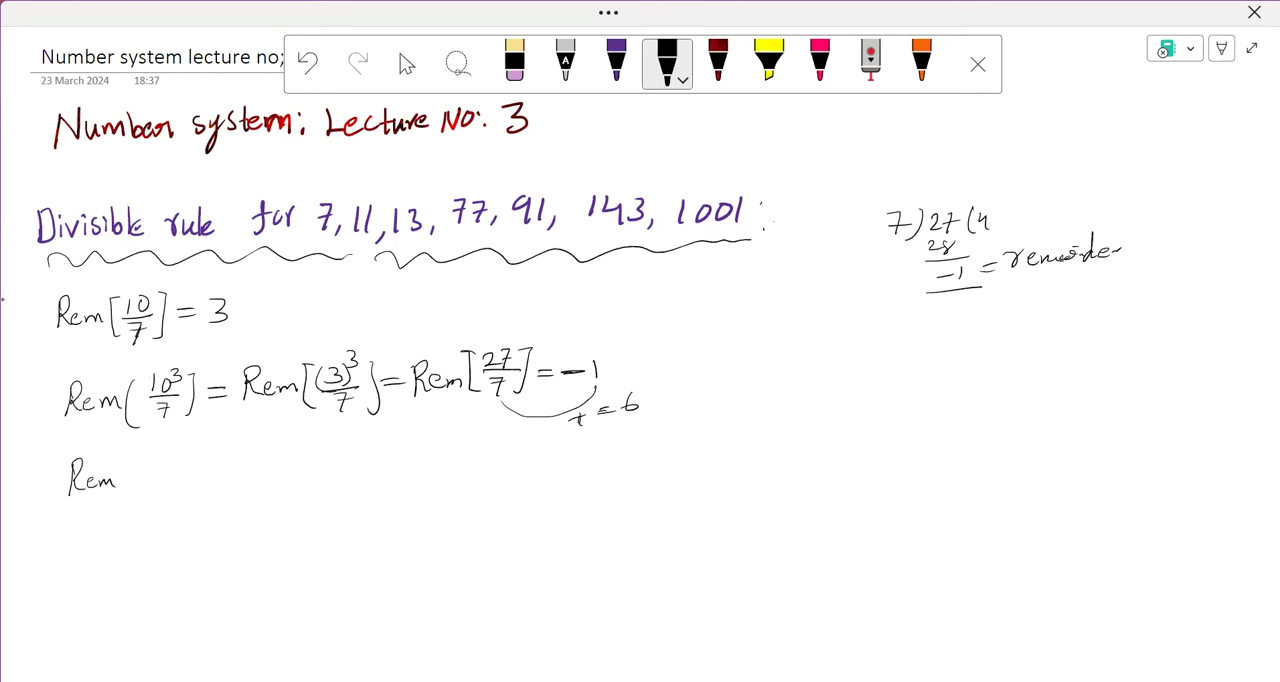 Number system lecture no;
23 March 2024 18:37
Number system: Lecture No: 3
Divisible rule for 7, 11, 13, 77, 91, 143, 1001 :
7)27(4
28
-1 = remainder
Rem[10/7] = 3
Rem(10³/7] = Rem[(3)³/7] = Rem[27/7] = -1
+ = 6
Rem